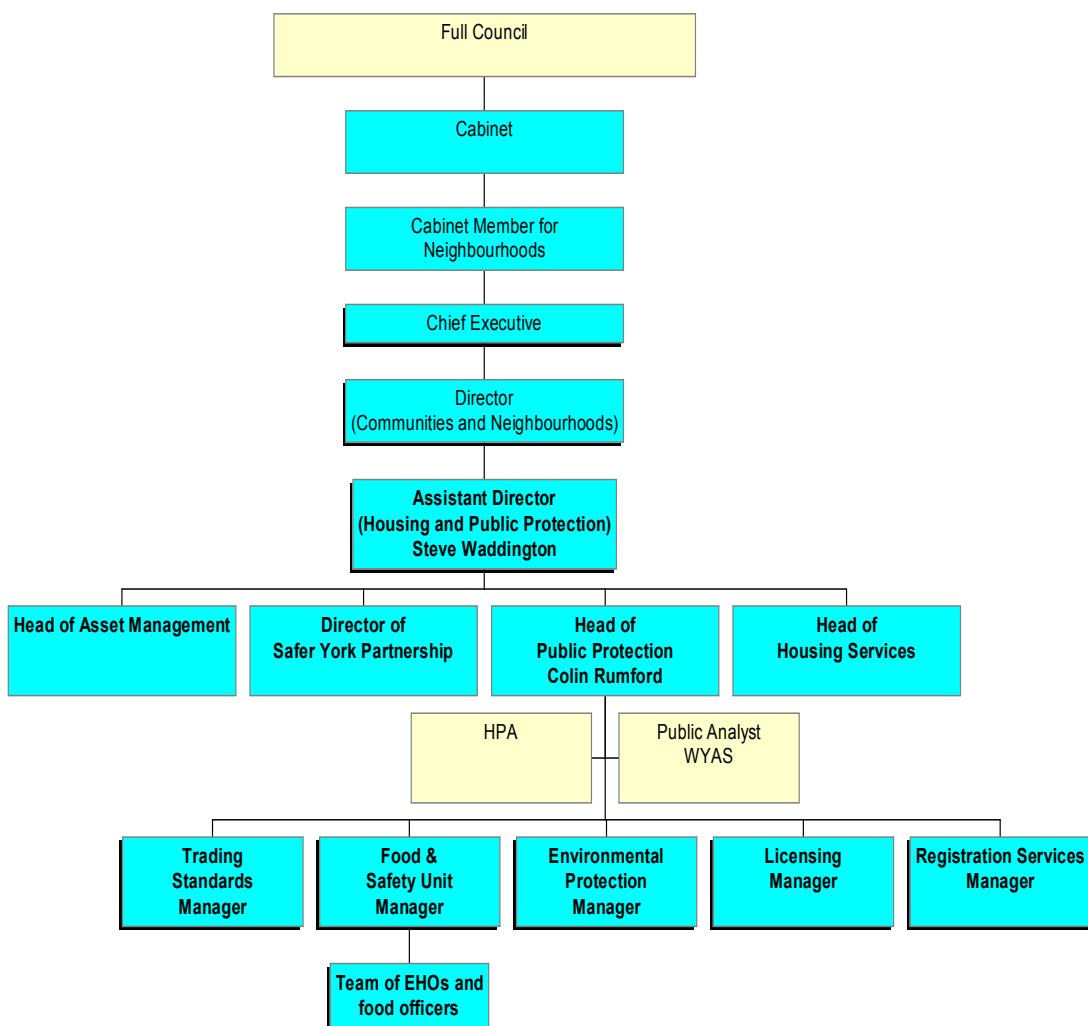 Full Council
Cabinet
Cabinet Member for
Neighbourhoods
Chief Executive
Director
(Communities and Neighbourhoods)
Assistant Director
(Housing and Public Protection)
Steve Waddington
Head of Asset Management
Director of
Safer York Partnership
Head of
Public Protection
Colin Rumford
Head of
Housing Services
HPA
Public Analyst
WYAS
Trading
Standards
Manager
Food &
Safety Unit
Manager
Environmental
Protection
Manager
Licensing
Manager
Registration Services
Manager
Team of EHOs and
food officers